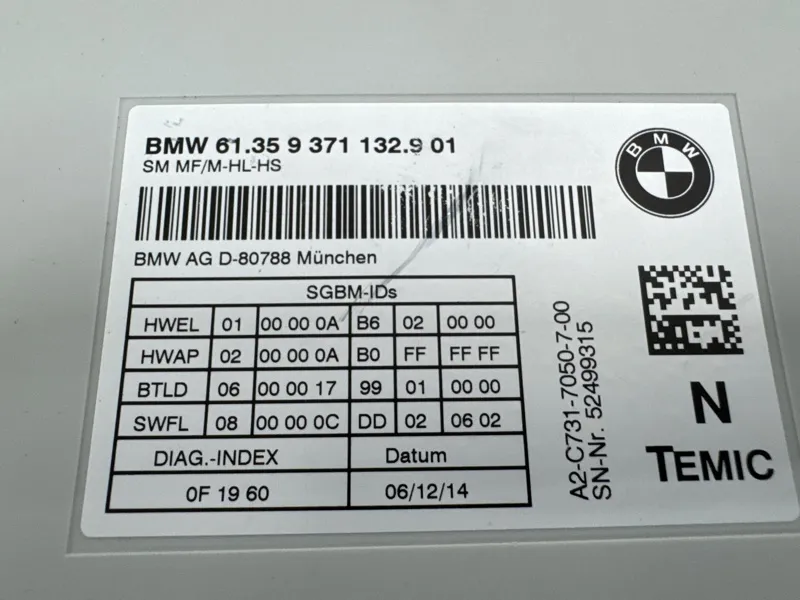 BMW 61.35 9 371 132.9 01
SM MF/M-HL-HS
BMW
BMW AG D-80788 München
SGBM-IDs
HWEL 01 00 00 0A B6 02 00 00
HWAP 02 00 00 0A B0 FF FF FF
BTLD 06 00 00 17 99 01 00 00
SWFL 08 00 00 0C DD 02 06 02
DIAG.-INDEX Datum
0F 19 60 06/12/14
A2-C731-7050-7-00
SN-Nr. 52499315
N
TEMIC